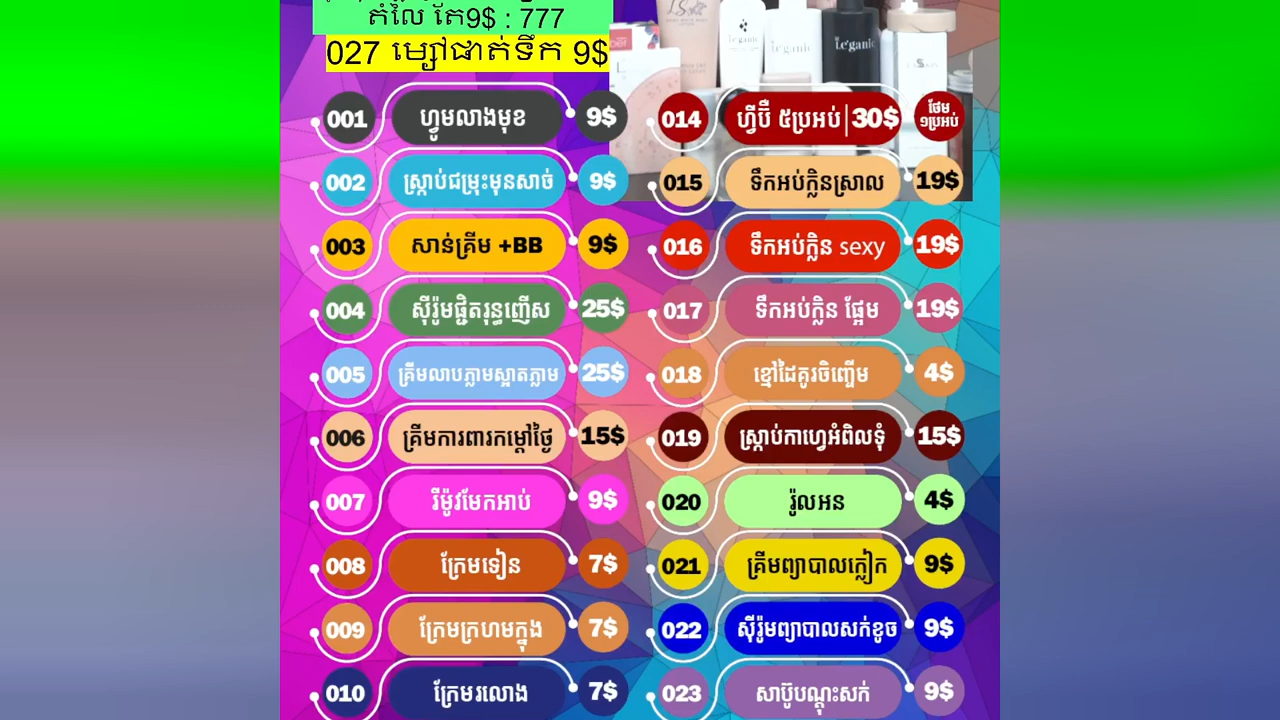 តំលៃ តែ9$ : 777
027 ម្សៅផាត់ទឹក 9$
001 ហ្វូមលាងមុខ 9$
002 ស្ក្រាប់ជម្រុះមុនសាច់ 9$
003 សាន់គ្រីម +BB 9$
004 ស៊ីរ៉ូមផ្ជិតរុន្ធញើស 25$
005 គ្រីមលាបភ្លាមស្អាតភ្លាម 25$
006 គ្រីមការពារកម្តៅថ្ងៃ 15$
007 រីម៉ូវមែកអាប់ 9$
008 ក្រែមទៀន 7$
009 ក្រែមក្រហមក្នុង 7$
010 ក្រែមរលោង 7$
014 ហ្វីប៊ឺ ៥ប្រអប់|30$ ថែម ១ប្រអប់
015 ទឹកអប់ក្លិនស្រាល 19$
016 ទឹកអប់ក្លិន sexy 19$
017 ទឹកអប់ក្លិន ផ្អែម 19$
018 ខ្មៅដៃគូរចិញ្ចើម 4$
019 ស្ក្រាប់កាហ្វេអំពិលទុំ 15$
020 រ៉ូលអន 4$
021 គ្រីមព្យាបាលក្លៀក 9$
022 ស៊ីរ៉ូមព្យាបាលសក់ខូច 9$
023 សាប៊ូបណ្តុះសក់ 9$